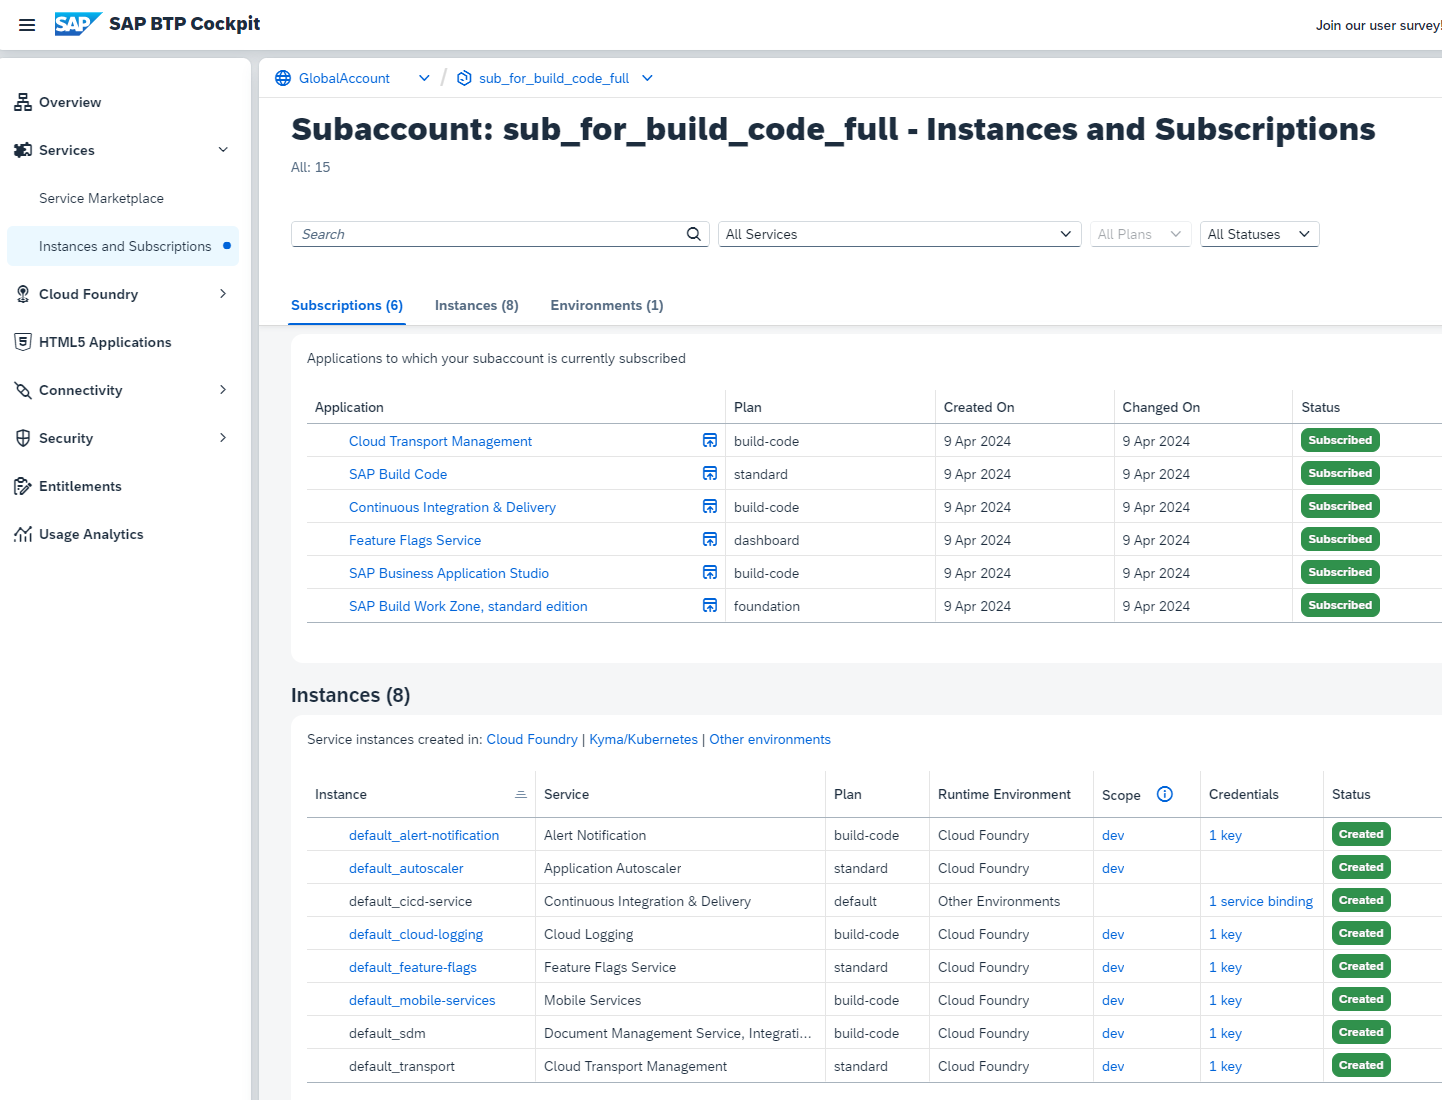 SAP SAP BTP Cockpit
Join our user survey!
Overview
Services
Service Marketplace
Instances and Subscriptions
Cloud Foundry
HTML5 Applications
Connectivity
Security
Entitlements
Usage Analytics
GlobalAccount / sub_for_build_code_full
Subaccount: sub_for_build_code_full - Instances and Subscriptions
All: 15
Search All Services All Plans All Statuses
Subscriptions (6) Instances (8) Environments (1)
Applications to which your subaccount is currently subscribed
Application Plan Created On Changed On Status
Cloud Transport Management build-code 9 Apr 2024 9 Apr 2024 Subscribed
SAP Build Code standard 9 Apr 2024 9 Apr 2024 Subscribed
Continuous Integration & Delivery build-code 9 Apr 2024 9 Apr 2024 Subscribed
Feature Flags Service dashboard 9 Apr 2024 9 Apr 2024 Subscribed
SAP Business Application Studio build-code 9 Apr 2024 9 Apr 2024 Subscribed
SAP Build Work Zone, standard edition foundation 9 Apr 2024 9 Apr 2024 Subscribed
Instances (8)
Service instances created in: Cloud Foundry | Kyma/Kubernetes | Other environments
Instance Service Plan Runtime Environment Scope Credentials Status
default_alert-notification Alert Notification build-code Cloud Foundry dev 1 key Created
default_autoscaler Application Autoscaler standard Cloud Foundry dev Created
default_cicd-service Continuous Integration & Delivery default Other Environments 1 service binding Created
default_cloud-logging Cloud Logging build-code Cloud Foundry dev 1 key Created
default_feature-flags Feature Flags Service standard Cloud Foundry dev 1 key Created
default_mobile-services Mobile Services build-code Cloud Foundry dev 1 key Created
default_sdm Document Management Service, Integrati... build-code Cloud Foundry dev 1 key Created
default_transport Cloud Transport Management standard Cloud Foundry dev 1 key Created